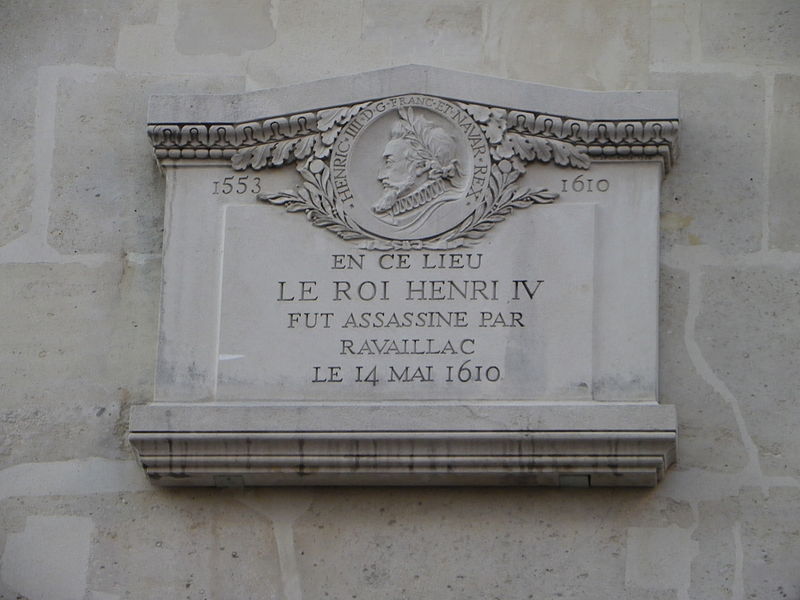 HENRIC·IIII·D·G·FRANC·ET·NAVAR·REX·
1553 1610
EN CE LIEU
LE ROI HENRI IV
FUT ASSASSINE PAR
RAVAILLAC
LE 14 MAI 1610